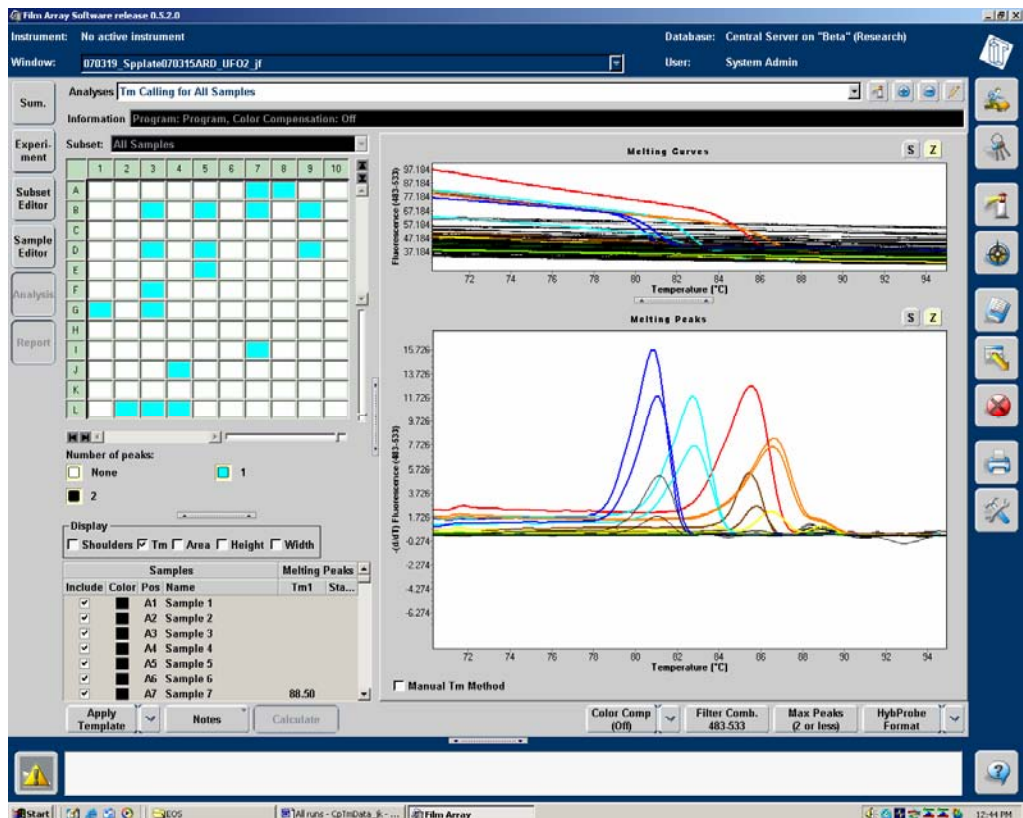 Film Array Software release 0.5.2.0
Instrument: No active instrument
Database: Central Server on "Beta" (Research)
Window: 070319_Spplate070315ARD_UFO2_jf
User: System Admin
Sum.
Experi-
ment
Subset
Editor
Sample
Editor
Analysis
Report
Analyses Tm Calling for All Samples
Information Program: Program, Color Compensation: Off
Subset: All Samples
1 2 3 4 5 6 7 8 9 10
A
B
C
D
E
F
G
H
I
J
K
L
Number of peaks:
None
1
2
Display
Shoulders Tm Area Height Width
Samples Melting Peaks
Include Color Pos Name Tm1 Sta...
A1 Sample 1
A2 Sample 2
A3 Sample 3
A4 Sample 4
A5 Sample 5
A6 Sample 6
A7 Sample 7 88.50
Apply
Template
Notes
Calculate
Melting Curves
S Z
Fluorescence (483-533)
97.184
87.184
77.184
67.184
57.184
47.184
37.184
72 74 76 78 80 82 84 86 88 90 92 94
Temperature [°C]
Melting Peaks
S Z
-(d/dT) Fluorescence (483-533)
15.726
13.726
11.726
9.726
7.726
5.726
3.726
1.726
-0.274
-2.274
-4.274
-6.274
72 74 76 78 80 82 84 86 88 90 92 94
Temperature [°C]
Manual Tm Method
Color Comp
(Off)
Filter Comb.
483-533
Max Peaks
(2 or less)
HybProbe
Format
Start
EOS
All runs - CpTmData_jk - ...
Film Array
12:44 PM